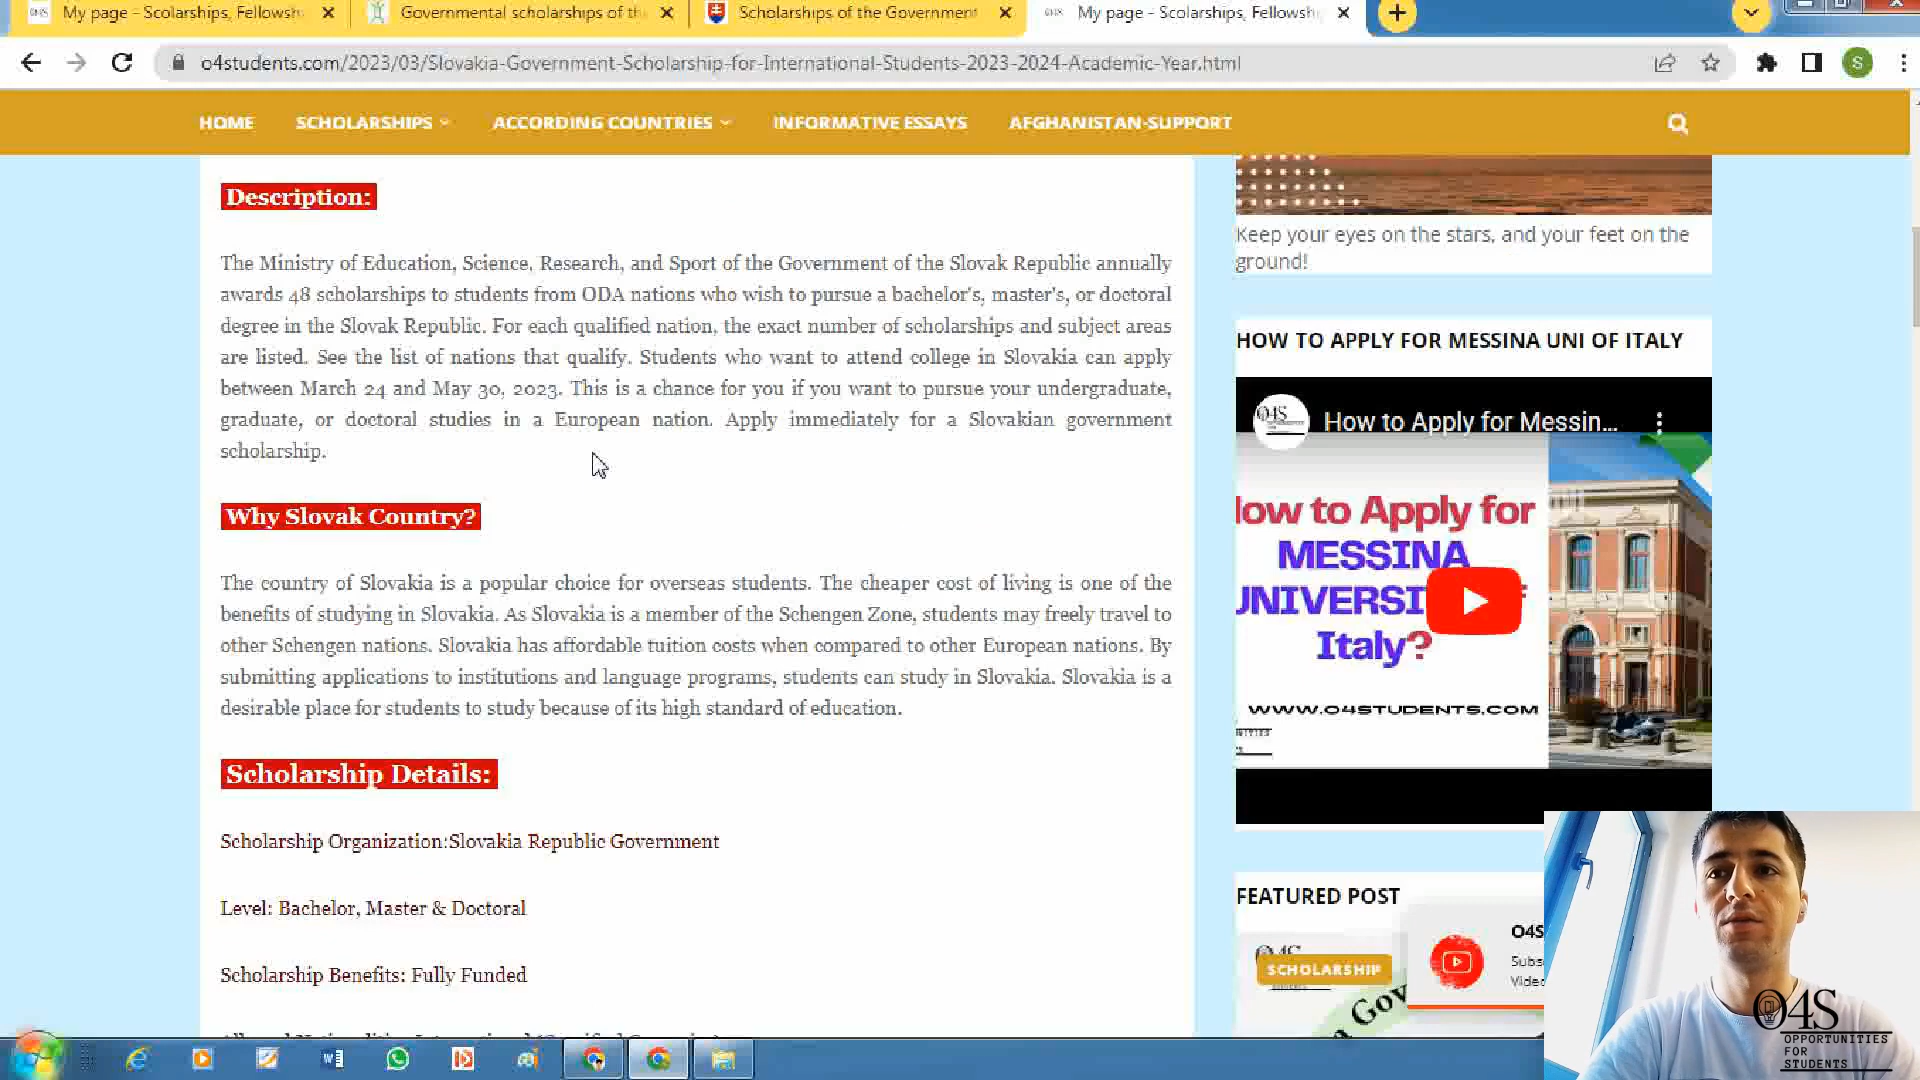 My page - Scolarships, Fellowshi
Governmental scholarships of th
Scholarships of the Government
My page - Scolarships, Fellowshi
o4students.com/2023/03/Slovakia-Government-Scholarship-for-International-Students-2023-2024-Academic-Year.html
S
HOME
SCHOLARSHIPS
ACCORDING COUNTRIES
INFORMATIVE ESSAYS
AFGHANISTAN-SUPPORT
Description:
The Ministry of Education, Science, Research, and Sport of the Government of the Slovak Republic annually
awards 48 scholarships to students from ODA nations who wish to pursue a bachelor's, master's, or doctoral
degree in the Slovak Republic. For each qualified nation, the exact number of scholarships and subject areas
are listed. See the list of nations that qualify. Students who want to attend college in Slovakia can apply
between March 24 and May 30, 2023. This is a chance for you if you want to pursue your undergraduate,
graduate, or doctoral studies in a European nation. Apply immediately for a Slovakian government
scholarship.
Why Slovak Country?
The country of Slovakia is a popular choice for overseas students. The cheaper cost of living is one of the
benefits of studying in Slovakia. As Slovakia is a member of the Schengen Zone, students may freely travel to
other Schengen nations. Slovakia has affordable tuition costs when compared to other European nations. By
submitting applications to institutions and language programs, students can study in Slovakia. Slovakia is a
desirable place for students to study because of its high standard of education.
Scholarship Details:
Scholarship Organization:Slovakia Republic Government
Level: Bachelor, Master & Doctoral
Scholarship Benefits: Fully Funded
Keep your eyes on the stars, and your feet on the
ground!
HOW TO APPLY FOR MESSINA UNI OF ITALY
O4S
How to Apply for Messin...
How to Apply for
MESSINA
UNIVERSI
Italy?
WWW.O4STUDENTS.COM
FEATURED POST
SCHOLARSHIP
Gov
O4S
Subs
Video
O4S
OPPORTUNITIES
FOR
STUDENTS